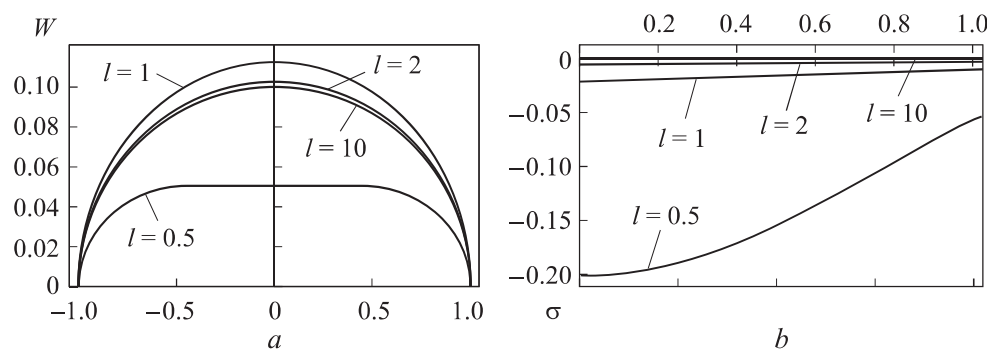 W
0.10
0.08
0.06
0.04
0.02
0
l = 1
l = 2
l = 10
l = 0.5
−1.0 −0.5 0 0.5 1.0
a
0.2 0.4 0.6 0.8 1.0
0
−0.05
−0.10
−0.15
−0.20
σ
l = 1
l = 2
l = 10
l = 0.5
b